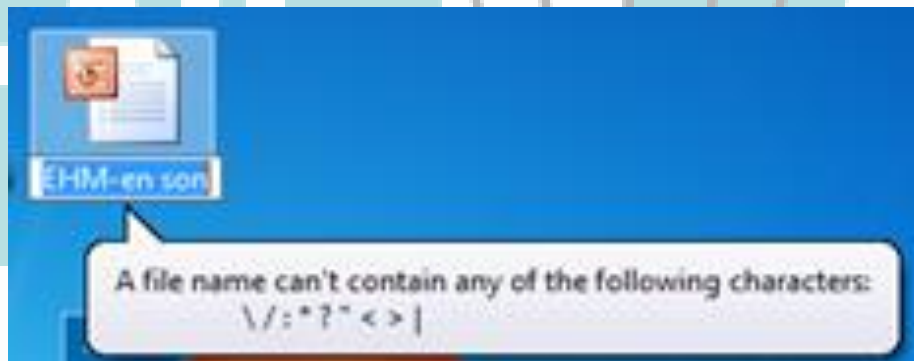 EHM-en son
A file name can't contain any of the following characters:
\ / : * ? " < > |